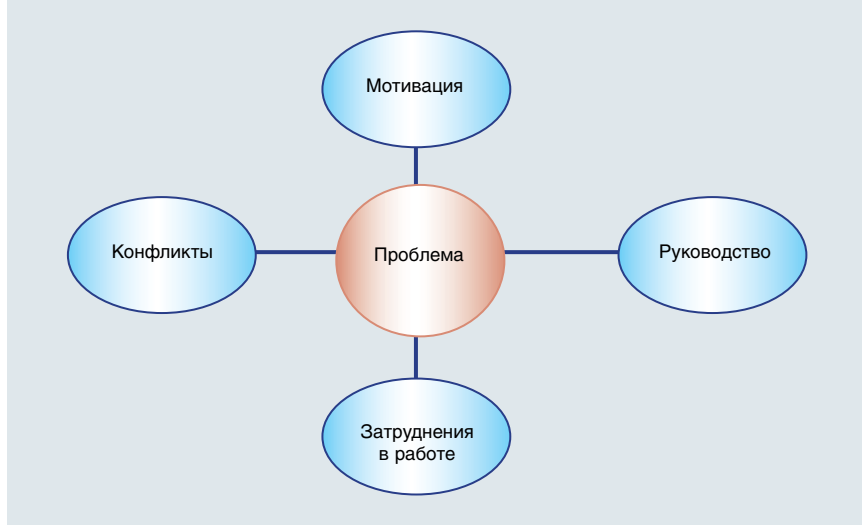 Мотивация
Конфликты
Проблема
Руководство
Затруднения
в работе